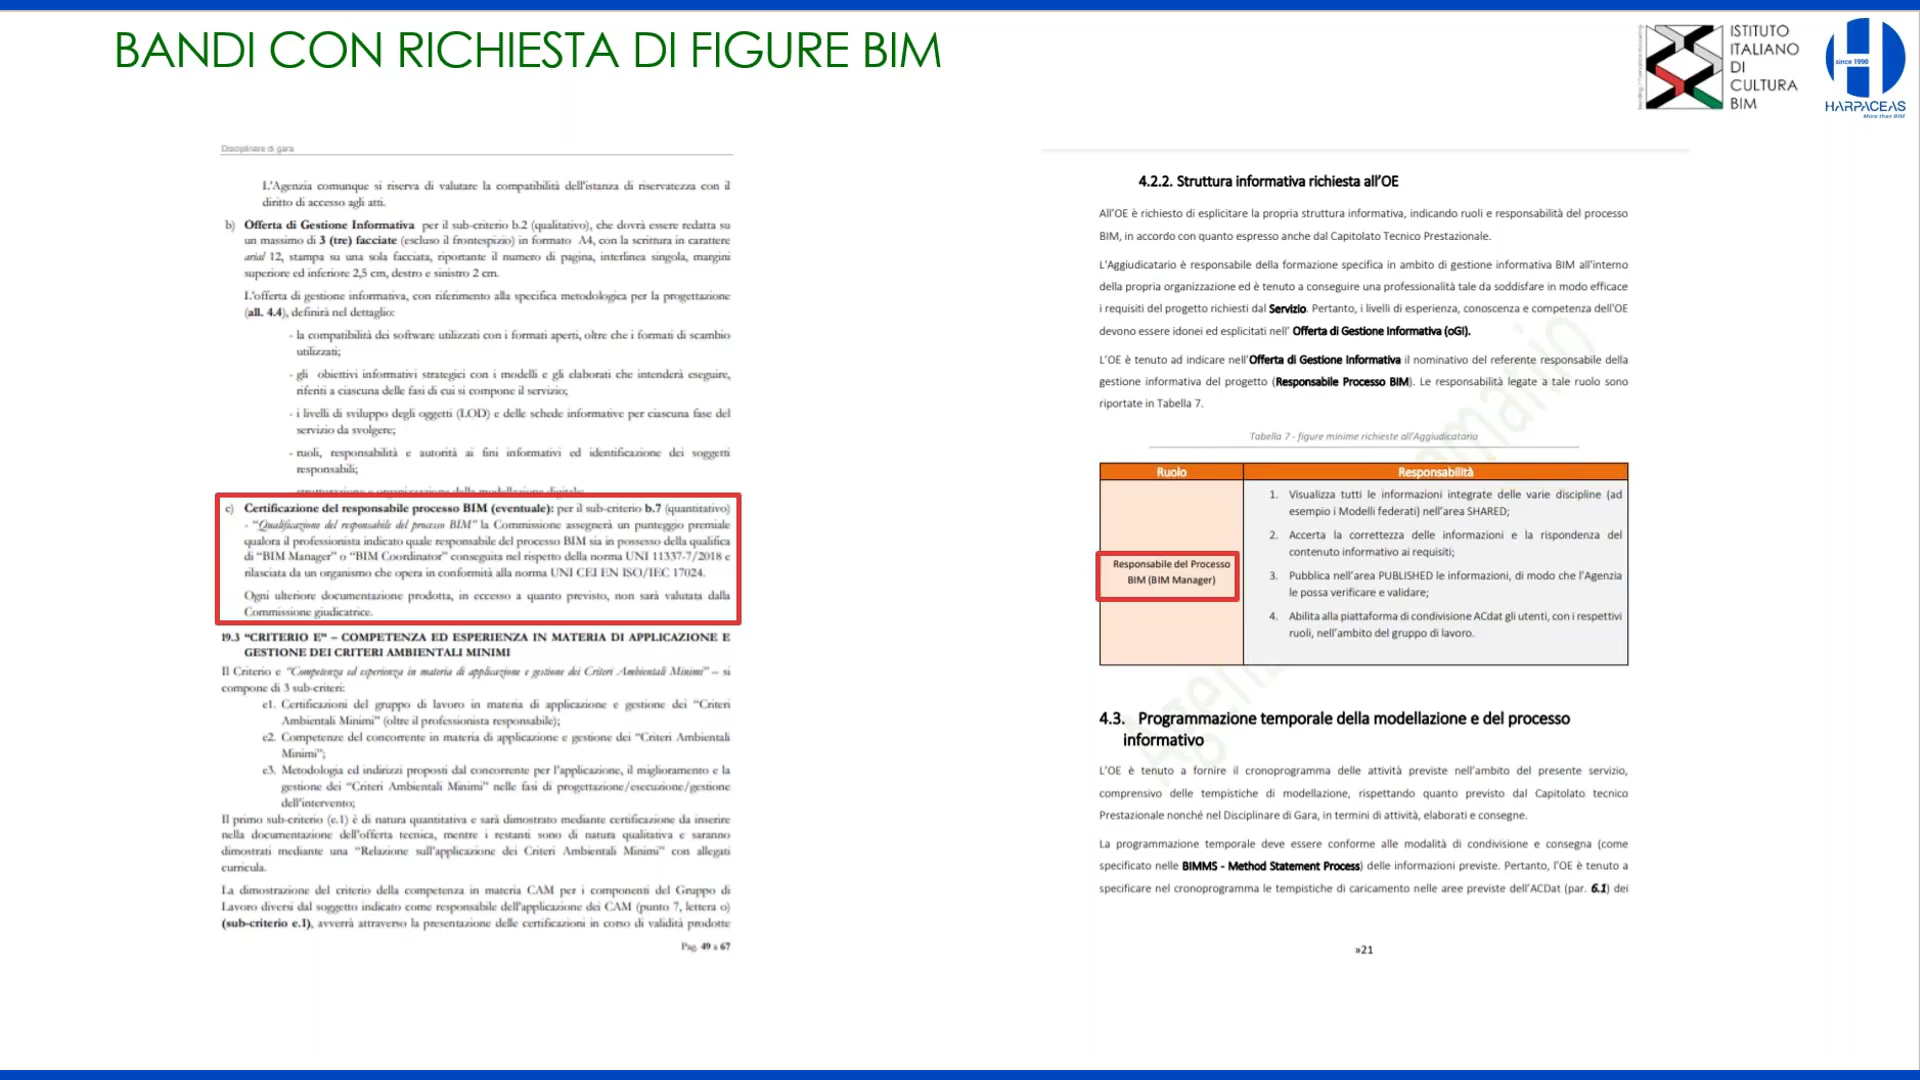 BANDI CON RICHIESTA DI FIGURE BIM
ISTITUTO
ITALIANO
DI
CULTURA
BIM
since 1990
HARPACEAS
More than BIM
Disciplinare di gara
L'Agenzia comunque si riserva di valutare la compatibilità dell'istanza di riservatezza con il
diritto di accesso agli atti.
b) Offerta di Gestione Informativa per il sub-criterio b.2 (qualitativo), che dovrà essere redatta su
un massimo di 3 (tre) facciate (escluso il frontespizio) in formato A4, con la scrittura in carattere
arial 12, stampa su una sola facciata, riportante il numero di pagina, interlinea singola, margini
superiore ed inferiore 2,5 cm, destro e sinistro 2 cm.
L'offerta di gestione informativa, con riferimento alla specifica metodologica per la progettazione
(all. 4.4), definirà nel dettaglio:
- la compatibilità dei software utilizzati con i formati aperti, oltre che i formati di scambio
utilizzati;
- gli obiettivi informativi strategici con i modelli e gli elaborati che intenderà eseguire,
riferiti a ciascuna delle fasi di cui si compone il servizio;
- i livelli di sviluppo degli oggetti (LOD) e delle schede informative per ciascuna fase del
servizio da svolgere;
- ruoli, responsabilità e autorità ai fini informativi ed identificazione dei soggetti
responsabili;
c) Certificazione del responsabile processo BIM (eventuale): per il sub-criterio b.7 (quantitativo)
- "Qualificazione del responsabile del processo BIM" la Commissione assegnerà un punteggio premiale
qualora il professionista indicato quale responsabile del processo BIM sia in possesso della qualifica
di "BIM Manager" o "BIM Coordinator" conseguita nel rispetto della norma UNI 11337-7/2018 e
rilasciata da un organismo che opera in conformità alla norma UNI CEI EN ISO/IEC 17024.
Ogni ulteriore documentazione prodotta, in eccesso a quanto previsto, non sarà valutata dalla
Commissione giudicatrice.
19.3 "CRITERIO E" – COMPETENZA ED ESPERIENZA IN MATERIA DI APPLICAZIONE E
GESTIONE DEI CRITERI AMBIENTALI MINIMI
Il Criterio e "Competenza ed esperienza in materia di applicazione e gestione dei Criteri Ambientali Minimi" – si
compone di 3 sub-criteri:
e1. Certificazioni del gruppo di lavoro in materia di applicazione e gestione dei "Criteri
Ambientali Minimi" (oltre il professionista responsabile);
e2. Competenze del concorrente in materia di applicazione e gestione dei "Criteri Ambientali
Minimi";
e3. Metodologia ed indirizzi proposti dal concorrente per l'applicazione, il miglioramento e la
gestione dei "Criteri Ambientali Minimi" nelle fasi di progettazione/esecuzione/gestione
dell'intervento;
Il primo sub-criterio (e.1) è di natura quantitativa e sarà dimostrato mediante certificazione da inserire
nella documentazione dell'offerta tecnica, mentre i restanti sono di natura qualitativa e saranno
dimostrati mediante una "Relazione sull'applicazione dei Criteri Ambientali Minimi" con allegati
curricula.
La dimostrazione del criterio della competenza in materia CAM per i componenti del Gruppo di
Lavoro diversi dal soggetto indicato come responsabile dell'applicazione dei CAM (punto 7, lettera o)
(sub-criterio e.1), avverrà attraverso la presentazione delle certificazioni in corso di validità prodotte
Pag. 49 a 67
4.2.2. Struttura informativa richiesta all'OE
All'OE è richiesto di esplicitare la propria struttura informativa, indicando ruoli e responsabilità del processo
BIM, in accordo con quanto espresso anche dal Capitolato Tecnico Prestazionale.
L'Aggiudicatario è responsabile della formazione specifica in ambito di gestione informativa BIM all'interno
della propria organizzazione ed è tenuto a conseguire una professionalità tale da soddisfare in modo efficace
i requisiti del progetto richiesti dal Servizio. Pertanto, i livelli di esperienza, conoscenza e competenza dell'OE
devono essere idonei ed esplicitati nell' Offerta di Gestione Informativa (oGI).
L'OE è tenuto ad indicare nell'Offerta di Gestione Informativa il nominativo del referente responsabile della
gestione informativa del progetto (Responsabile Processo BIM). Le responsabilità legate a tale ruolo sono
riportate in Tabella 7.
Tabella 7 - figure minime richieste all'Aggiudicatario
Ruolo Responsabilità
Responsabile del Processo
BIM (BIM Manager)
1. Visualizza tutti le informazioni integrate delle varie discipline (ad
esempio i Modelli federati) nell'area SHARED;
2. Accerta la correttezza delle informazioni e la rispondenza del
contenuto informativo ai requisiti;
3. Pubblica nell'area PUBLISHED le informazioni, di modo che l'Agenzia
le possa verificare e validare;
4. Abilita alla piattaforma di condivisione ACdat gli utenti, con i respettivi
ruoli, nell'ambito del gruppo di lavoro.
4.3. Programmazione temporale della modellazione e del processo
informativo
L'OE è tenuto a fornire il cronoprogramma delle attività previste nell'ambito del presente servizio,
comprensivo delle tempistiche di modellazione, rispettando quanto previsto dal Capitolato tecnico
Prestazionale nonché nel Disciplinare di Gara, in termini di attività, elaborati e consegne.
La programmazione temporale deve essere conforme alle modalità di condivisione e consegna (come
specificato nelle BIMMS - Method Statement Process) delle informazioni previste. Pertanto, l'OE è tenuto a
specificare nel cronoprogramma le tempistiche di caricamento nelle aree previste dell'ACDat (par. 6.1) dei
»21